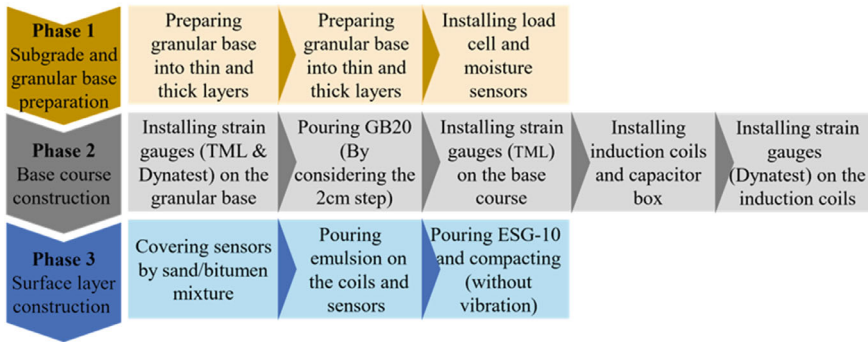 Phase 1
Subgrade and
granular base
preparation
Preparing
granular base
into thin and
thick layers
Preparing
granular base
into thin and
thick layers
Installing load
cell and
moisture
sensors
Phase 2
Base course
construction
Installing strain
gauges (TML &
Dynatest) on the
granular base
Pouring GB20
(By
considering the
2cm step)
Installing strain
gauges (TML)
on the base
course
Installing
induction coils
and capacitor
box
Installing strain
gauges
(Dynatest) on the
induction coils
Phase 3
Surface layer
construction
Covering sensors
by sand/bitumen
mixture
Pouring
emulsion on
the coils and
sensors
Pouring ESG-10
and compacting
(without
vibration)